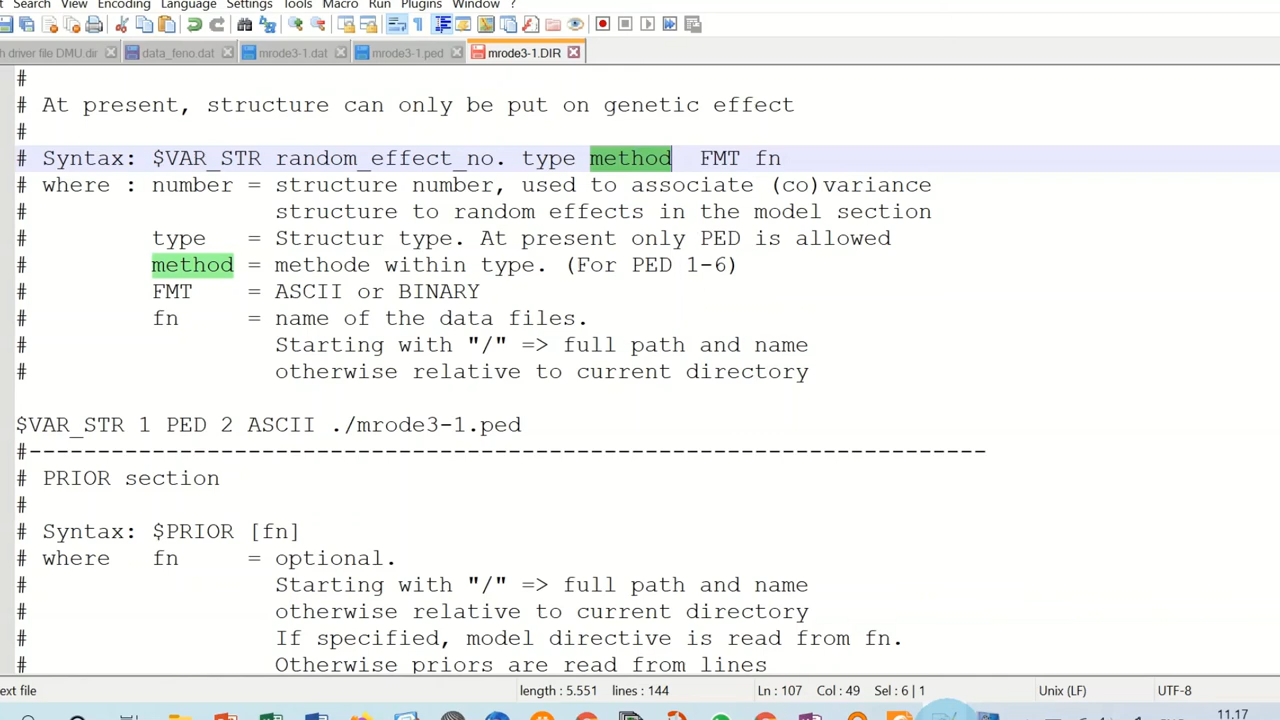 Search View Encoding Language Settings Tools Macro Run Plugins Window ?
h driver file DMU.dir data_feno.dat mrode3-1.dat mrode3-1.ped mrode3-1.DIR
#
# At present, structure can only be put on genetic effect
#
# Syntax: $VAR_STR random_effect_no. type method FMT fn
# where : number = structure number, used to associate (co)variance
# structure to random effects in the model section
# type = Structur type. At present only PED is allowed
# method = methode within type. (For PED 1-6)
# FMT = ASCII or BINARY
# fn = name of the data files.
# Starting with "/" => full path and name
# otherwise relative to current directory
$VAR_STR 1 PED 2 ASCII ./mrode3-1.ped
#----------------------------------------------------------------------
# PRIOR section
#
# Syntax: $PRIOR [fn]
# where fn = optional.
# Starting with "/" => full path and name
# otherwise relative to current directory
# If specified, model directive is read from fn.
# Otherwise priors are read from lines
ext file length : 5.551 lines : 144 Ln : 107 Col : 49 Sel : 6 | 1 Unix (LF) UTF-8
11.17